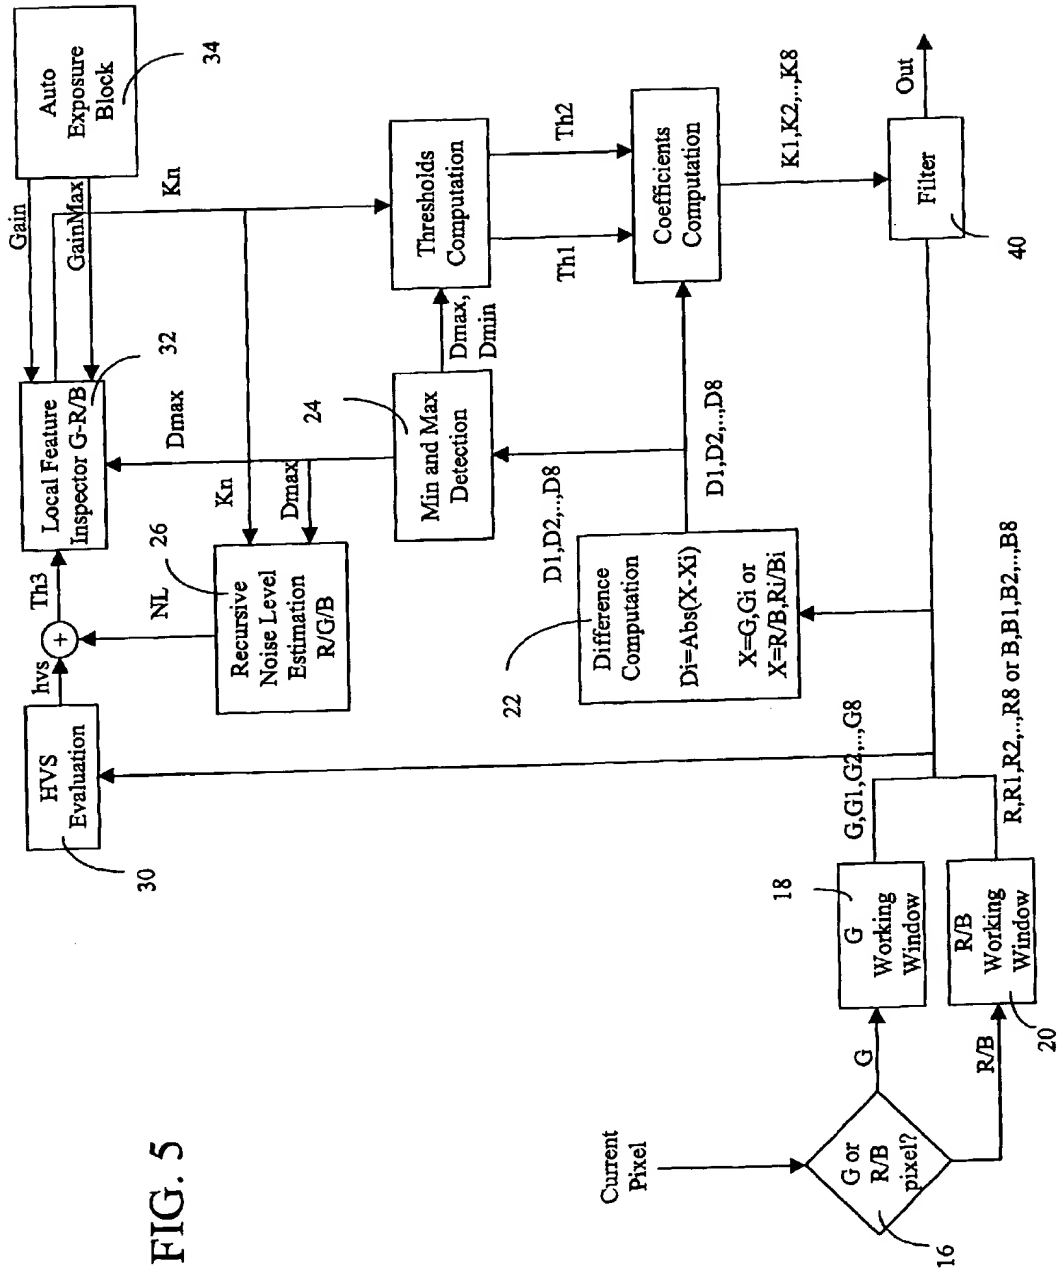 FIG. 5
Current
Pixel
G or
R/B
pixel?
16
G
R/B
G
Working
Window
18
R/B
Working
Window
20
G,G1,G2,..,G8
R,R1,R2,..,R8 or B,B1,B2,..,B8
HVS
Evaluation
30
hvs
+
Th3
NL
Recursive
Noise Level
Estimation
R/G/B
26
Kn
Dmax
Difference
Computation
Di=Abs(X-Xi)
X=G,Gi or
X=R/B,Ri/Bi
22
D1,D2,..,D8
D1,D2,..,D8
Min and Max
Detection
24
Dmax
Dmax,
Dmin
Local Feature
Inspector G-R/B
32
Gain
GainMax
Kn
Auto
Exposure
Block
34
Thresholds
Computation
Th1
Th2
Coefficients
Computation
K1,K2,..,K8
Filter
40
Out